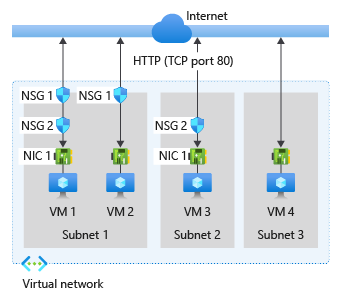 Internet
HTTP (TCP port 80)
NSG 1
NSG 1
NSG 2
NSG 2
NIC 1
NIC 1
VM 1
VM 2
VM 3
VM 4
Subnet 1
Subnet 2
Subnet 3
Virtual network